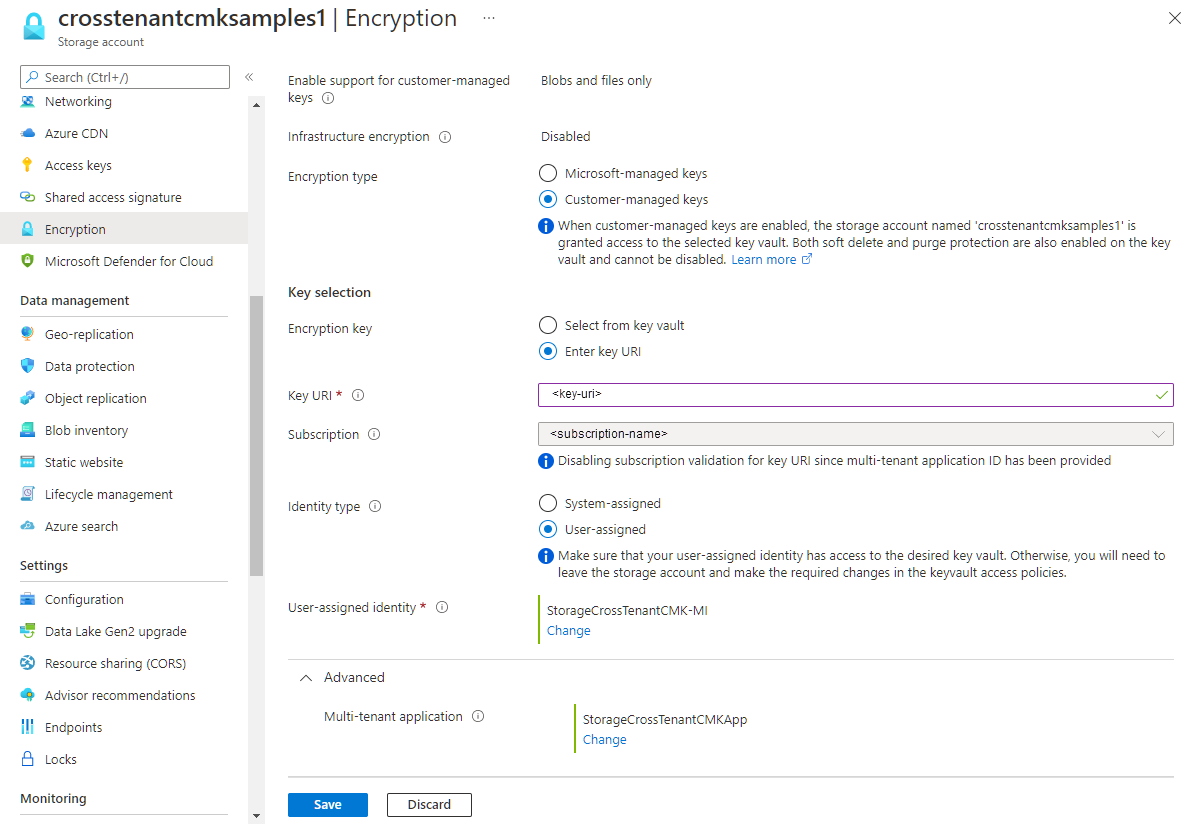 crosstenantcmksamples1 | Encryption ...
Storage account
Search (Ctrl+/)
«
Networking
Azure CDN
Access keys
Shared access signature
Encryption
Microsoft Defender for Cloud
Data management
Geo-replication
Data protection
Object replication
Blob inventory
Static website
Lifecycle management
Azure search
Settings
Configuration
Data Lake Gen2 upgrade
Resource sharing (CORS)
Advisor recommendations
Endpoints
Locks
Monitoring
Enable support for customer-managed
keys
Blobs and files only
Infrastructure encryption
Disabled
Encryption type
Microsoft-managed keys
Customer-managed keys
When customer-managed keys are enabled, the storage account named 'crosstenantcmksamples1' is
granted access to the selected key vault. Both soft delete and purge protection are also enabled on the key
vault and cannot be disabled. Learn more
Key selection
Encryption key
Select from key vault
Enter key URI
Key URI *
<key-uri>
Subscription
<subscription-name>
Disabling subscription validation for key URI since multi-tenant application ID has been provided
Identity type
System-assigned
User-assigned
Make sure that your user-assigned identity has access to the desired key vault. Otherwise, you will need to
leave the storage account and make the required changes in the keyvault access policies.
User-assigned identity *
StorageCrossTenantCMK-MI
Change
Advanced
Multi-tenant application
StorageCrossTenantCMKApp
Change
Save
Discard